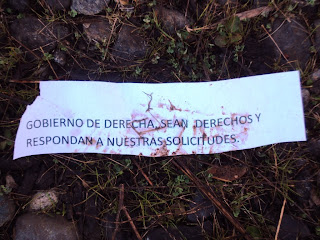 GOBIERNO DE DERECHA, SEAN DERECHOS Y
RESPONDAN A NUESTRAS SOLICITUDES.